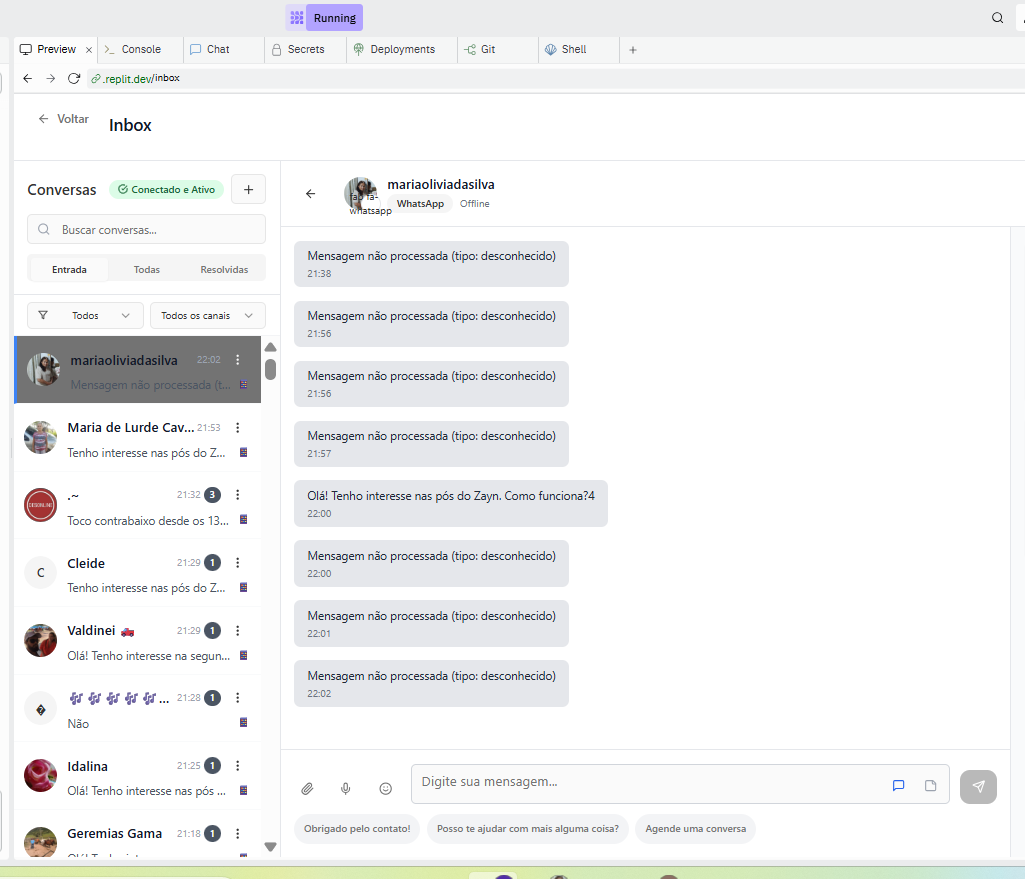 Running
Preview
Console
Chat
Secrets
Deployments
Git
Shell
.replit.dev/inbox
Voltar
Inbox
Conversas
Conectado e Ativo
Buscar conversas...
Entrada
Todas
Resolvidas
Todos
Todos os canais
mariaoliviadasilva
22:02
Mensagem não processada (t...
Maria de Lurde Cav...
21:53
Tenho interesse nas pós do Z...
.~
21:32
3
Toco contrabaixo desde os 13...
C
Cleide
21:29
1
Tenho interesse nas pós do Z...
Valdinei 🛻
21:29
1
Olá! Tenho interesse na segun...
�
🎶 🎶 🎶 🎶 🎶 ...
21:28
1
Não
Idalina
21:25
1
Olá! Tenho interesse nas pós ...
Geremias Gama
21:18
1
mariaoliviadasilva
fab fa-
whatsapp
WhatsApp
Offline
Mensagem não processada (tipo: desconhecido)
21:38
Mensagem não processada (tipo: desconhecido)
21:56
Mensagem não processada (tipo: desconhecido)
21:56
Mensagem não processada (tipo: desconhecido)
21:57
Olá! Tenho interesse nas pós do Zayn. Como funciona?4
22:00
Mensagem não processada (tipo: desconhecido)
22:00
Mensagem não processada (tipo: desconhecido)
22:01
Mensagem não processada (tipo: desconhecido)
22:02
Digite sua mensagem...
Obrigado pelo contato!
Posso te ajudar com mais alguma coisa?
Agende uma conversa